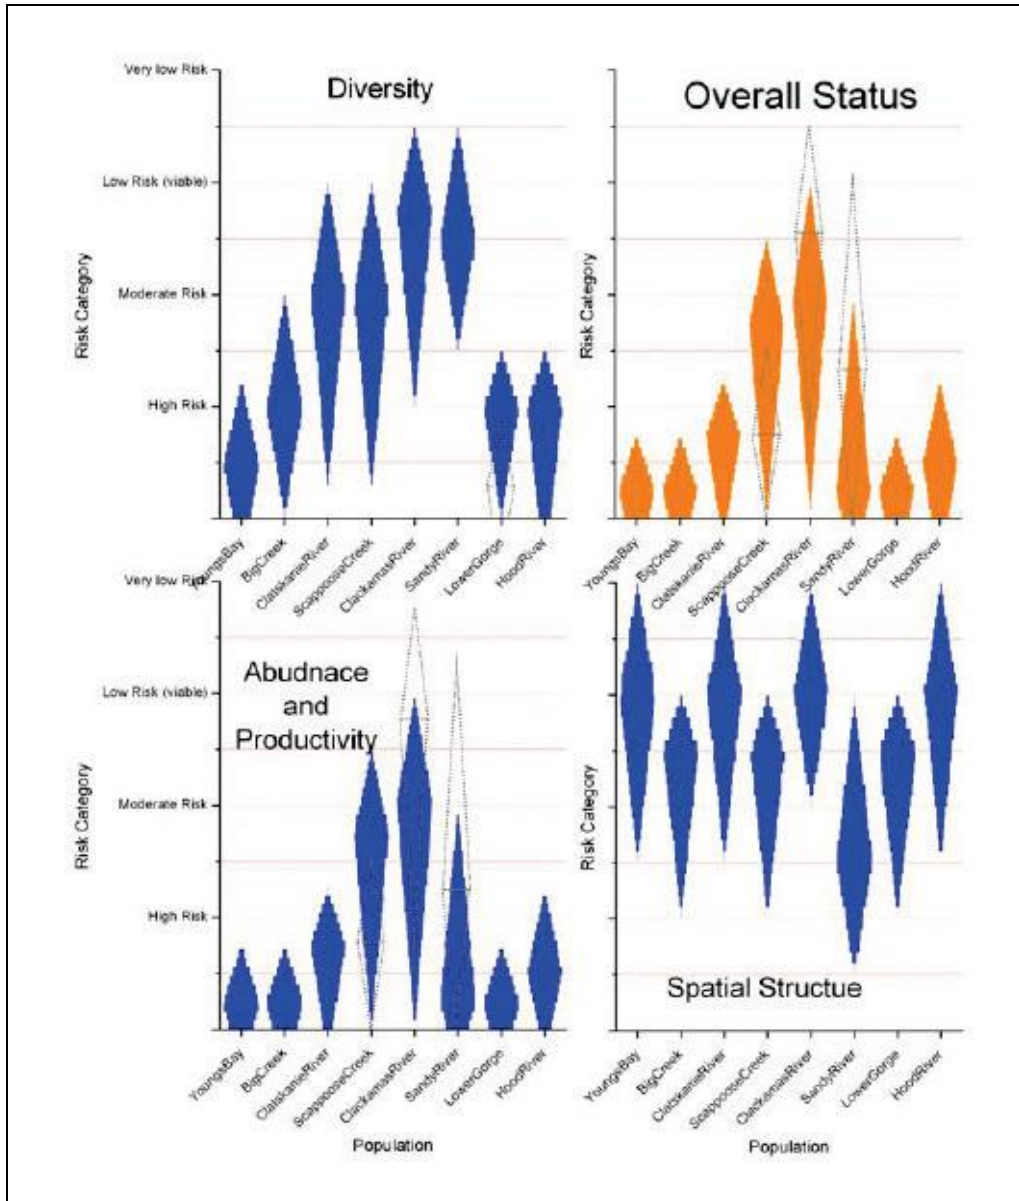 Diversity
Very low Risk
Low Risk (viable)
Moderate Risk
High Risk
Risk Category
YoungsBay
BigCreek
ClatskanieRiver
ScappooseCreek
ClackamasRiver
SandyRiver
LowerGorge
HoodRiver
Overall Status
Risk Category
YoungsBay
BigCreek
ClatskanieRiver
ScappooseCreek
ClackamasRiver
SandyRiver
LowerGorge
HoodRiver
Abudnace
and
Productivity
Very low Risk
Low Risk (viable)
Moderate Risk
High Risk
Risk Category
YoungsBay
BigCreek
ClatskanieRiver
ScappooseCreek
ClackamasRiver
SandyRiver
LowerGorge
HoodRiver
Population
Spatial Structue
Risk Category
YoungsBay
BigCreek
ClatskanieRiver
ScappooseCreek
ClackamasRiver
SandyRiver
LowerGorge
HoodRiver
Population